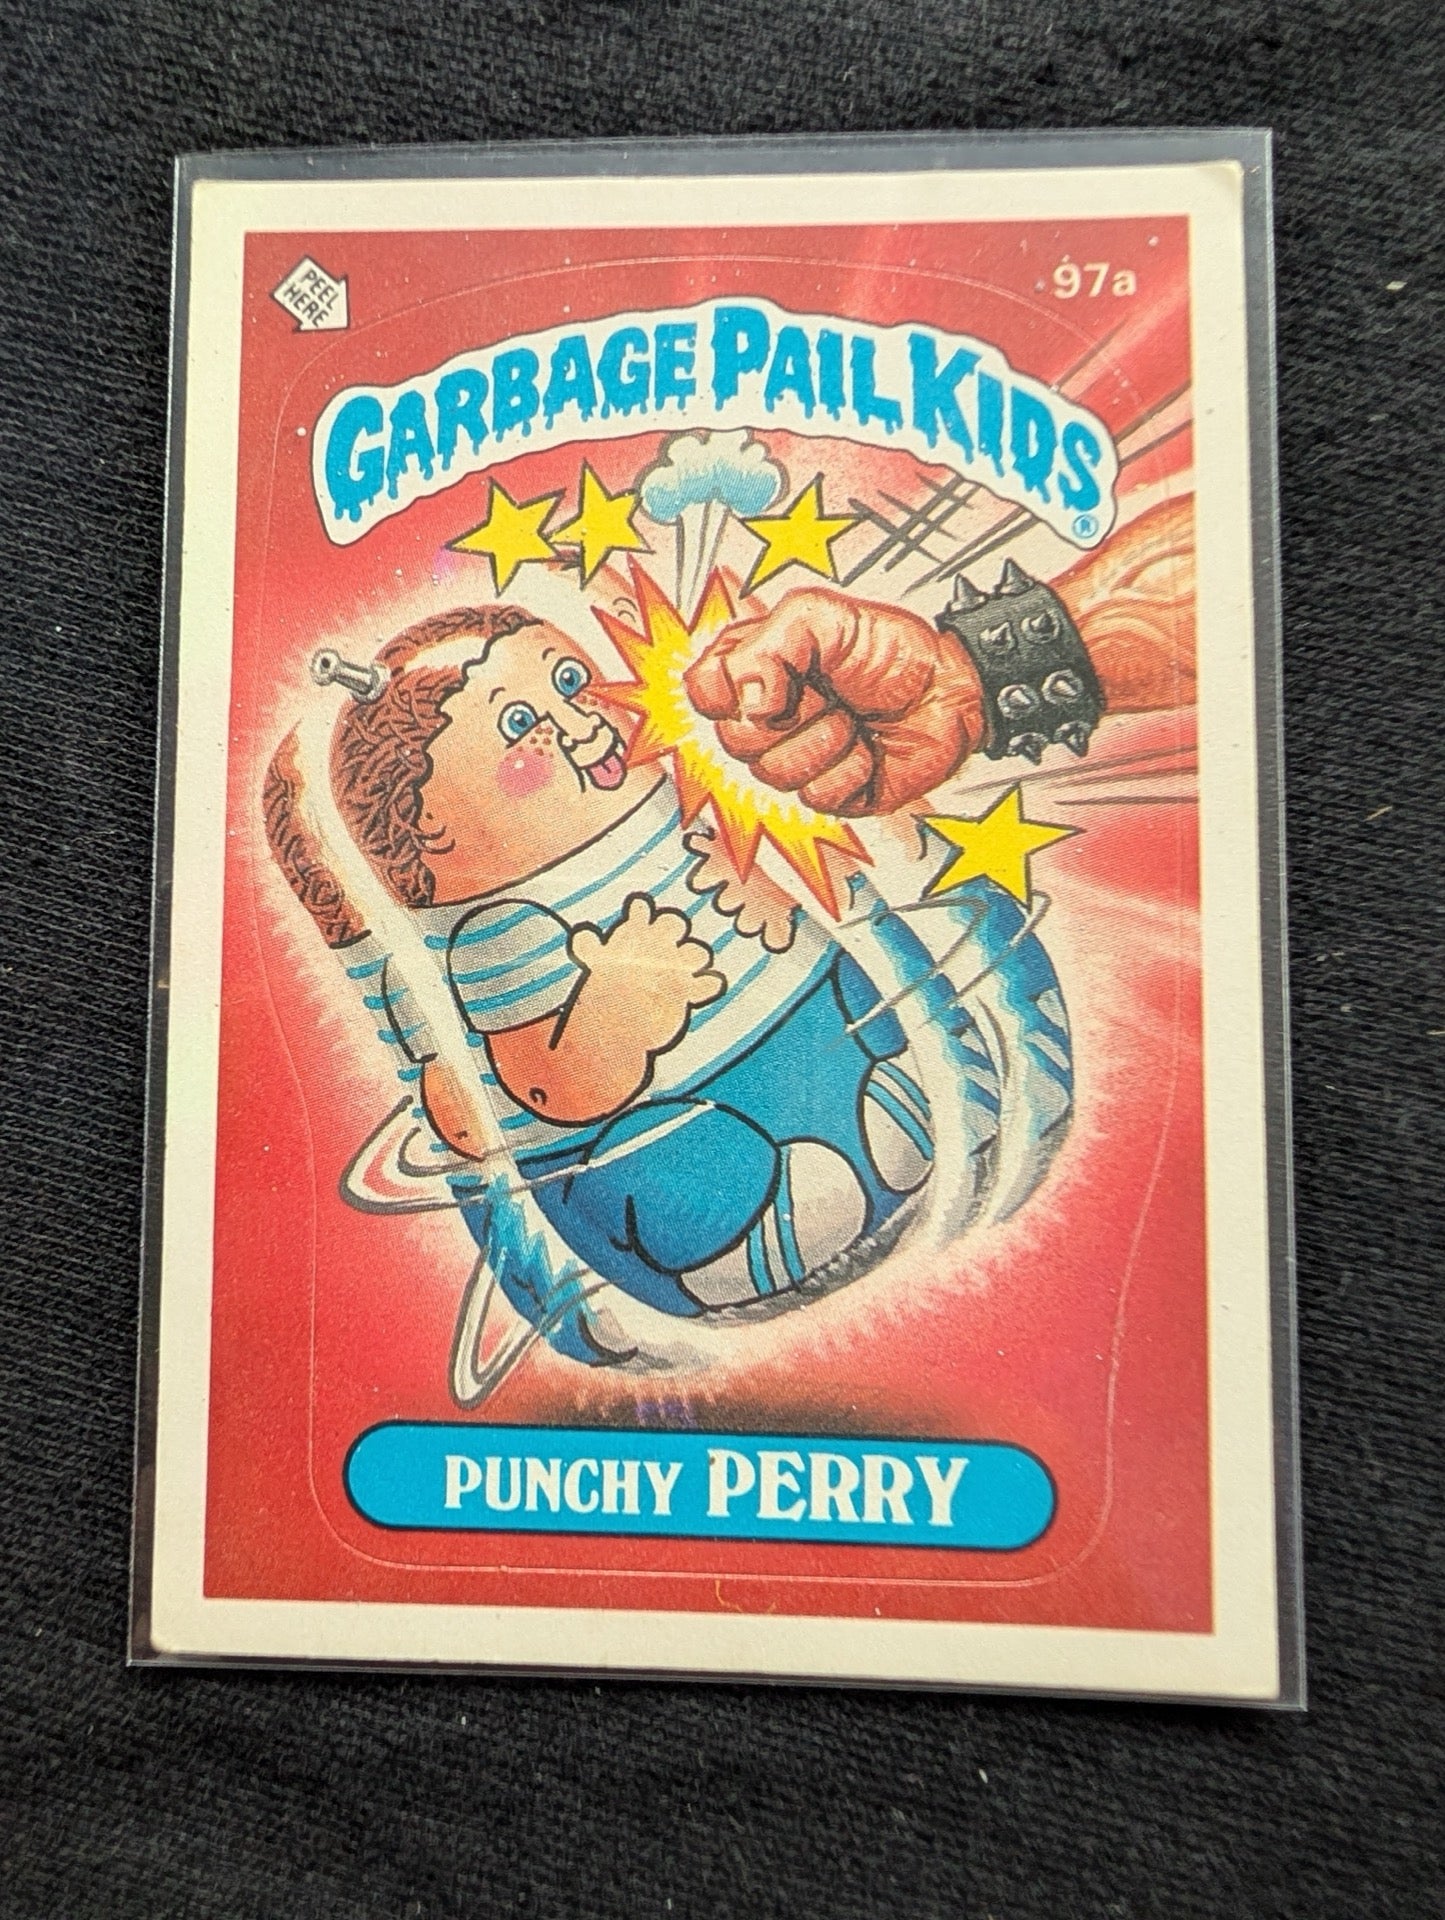 PEEL
HERE
97a
GARBAGE PAIL KIDS®
PUNCHY PERRY